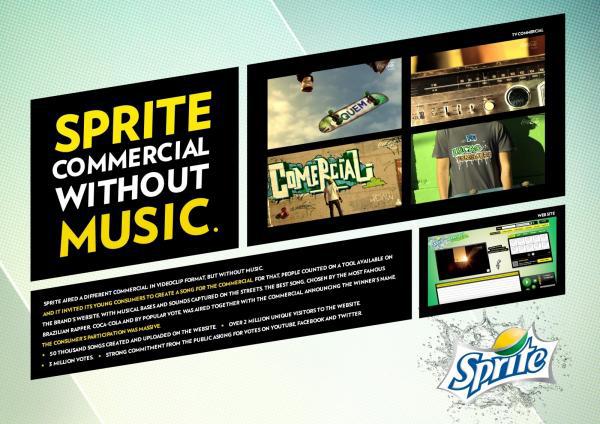 SPRITE
COMMERCIAL
WITHOUT
MUSIC.
TV COMMERCIAL
QUEM
COMERCIAL
SPRITE AIRED A DIFFERENT COMMERCIAL IN VIDEOCLIP FORMAT, BUT WITHOUT MUSIC.
AND IT INVITED ITS YOUNG CONSUMERS TO CREATE A SONG FOR THE COMMERCIAL. FOR THAT, PEOPLE COUNTED ON A TOOL AVAILABLE ON
THE BRAND'S WEBSITE, WITH MUSICAL BASES AND SOUNDS CAPTURED ON THE STREETS. THE BEST SONG, CHOSEN BY THE MOST FAMOUS
BRAZILIAN RAPPER, COCA-COLA AND BY POPULAR VOTE, WAS AIRED TOGETHER WITH THE COMMERCIAL, ANNOUNCING THE WINNER'S NAME.
THE CONSUMER'S PARTICIPATION WAS MASSIVE.
• 50 THOUSAND SONGS CREATED AND UPLOADED ON THE WEBSITE. • OVER 2 MILLION UNIQUE VISITORS TO THE WEBSITE.
• 3 MILLION VOTES. • STRONG COMMITMENT FROM THE PUBLIC, ASKING FOR VOTES ON YOUTUBE, FACEBOOK AND TWITTER.
WEB SITE
Sprite